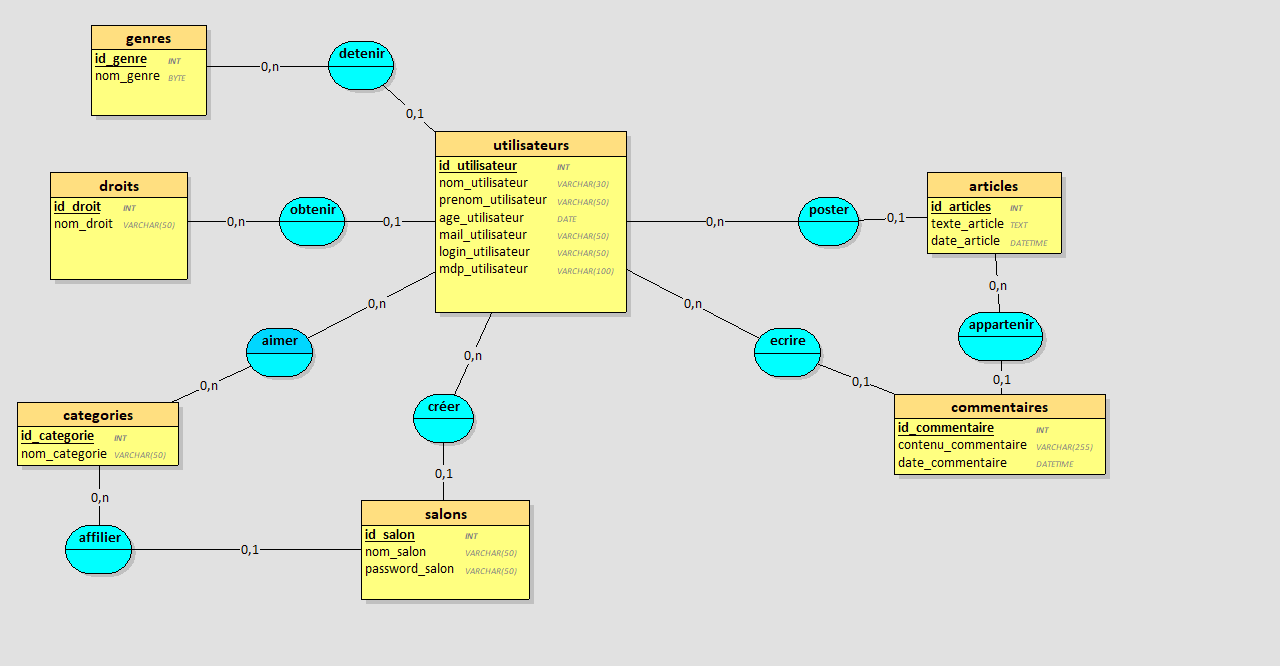 genres
id_genre INT
nom_genre BYTE
0,n
detenir
0,1
utilisateurs
id_utilisateur INT
nom_utilisateur VARCHAR(30)
prenom_utilisateur VARCHAR(50)
age_utilisateur DATE
mail_utilisateur VARCHAR(50)
login_utilisateur VARCHAR(50)
mdp_utilisateur VARCHAR(100)
droits
id_droit INT
nom_droit VARCHAR(50)
0,n
obtenir
0,1
0,n
poster
0,1
articles
id_articles INT
texte_article TEXT
date_article DATETIME
0,n
appartenir
0,1
0,n
aimer
0,n
0,n
créer
0,1
0,n
ecrire
0,1
categories
id_categorie INT
nom_categorie VARCHAR(50)
commentaires
id_commentaire INT
contenu_commentaire VARCHAR(255)
date_commentaire DATETIME
0,n
affilier
0,1
salons
id_salon INT
nom_salon VARCHAR(50)
password_salon VARCHAR(50)